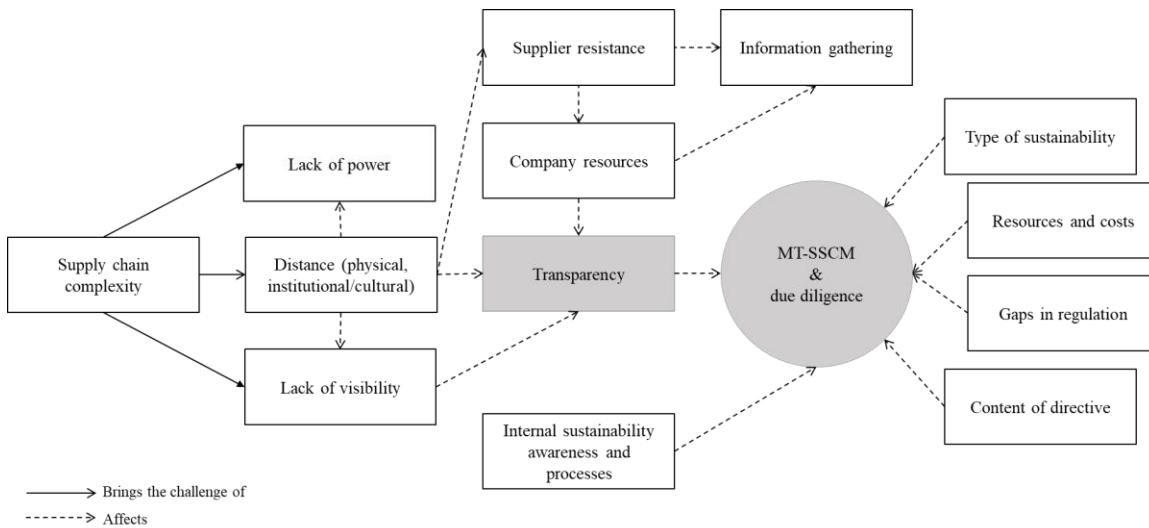 Supplier resistance
Information gathering
Type of sustainability
Lack of power
Company resources
Resources and costs
Supply chain
complexity
Distance (physical,
institutional/cultural)
Transparency
MT-SSCM
&
due diligence
Gaps in regulation
Lack of visibility
Content of directive
Internal sustainability
awareness and
processes
Brings the challenge of
Affects